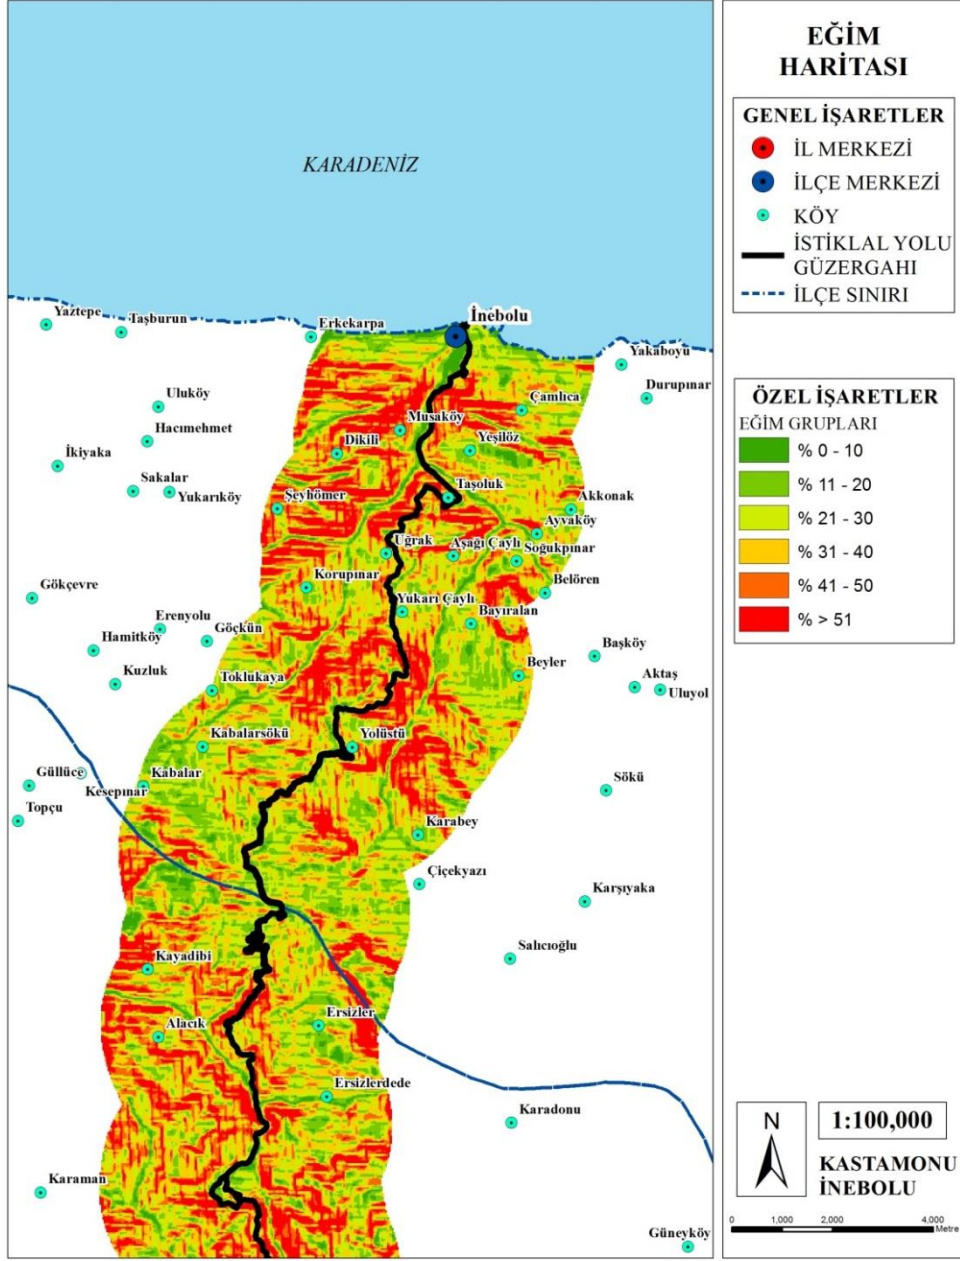 KARADENİZ
Yaztepe
Taşburun
Erkekarpa
İnebolu
Yakaboyu
Durupınar
Uluköy
Çamlıca
Hacımehmet
Musaköy
Dikili
Yeşilöz
İkiyaka
Sakalar
Yukarıköy
Şeyhömer
Taşoluk
Akkonak
Ayvaköy
Uğrak
Aşağı Çaylı
Soğukpınar
Gökçevre
Korupınar
Belören
Yukarı Çaylı
Bayıralan
Erenyolu
Göçkün
Hamitköy
Başköy
Kuzluk
Toklukaya
Beyler
Aktaş
Uluyol
Kabalarsökü
Yolüstü
Güllüce
Kesepınar
Kabalar
Sökü
Topçu
Karabey
Çiçekyazı
Karşıyaka
Salıcıoğlu
Kayadibi
Alacık
Ersizler
Ersizlerdede
Karadonu
Karaman
Güneyköy
EĞİM
HARİTASI
GENEL İŞARETLER
İL MERKEZİ
İLÇE MERKEZİ
KÖY
İSTİKLAL YOLU
GÜZERGAHI
İLÇE SINIRI
ÖZEL İŞARETLER
EĞİM GRUPLARI
% 0 - 10
% 11 - 20
% 21 - 30
% 31 - 40
% 41 - 50
% > 51
N
1:100,000
KASTAMONU
İNEBOLU
0 1,000 2,000 4,000
Metre